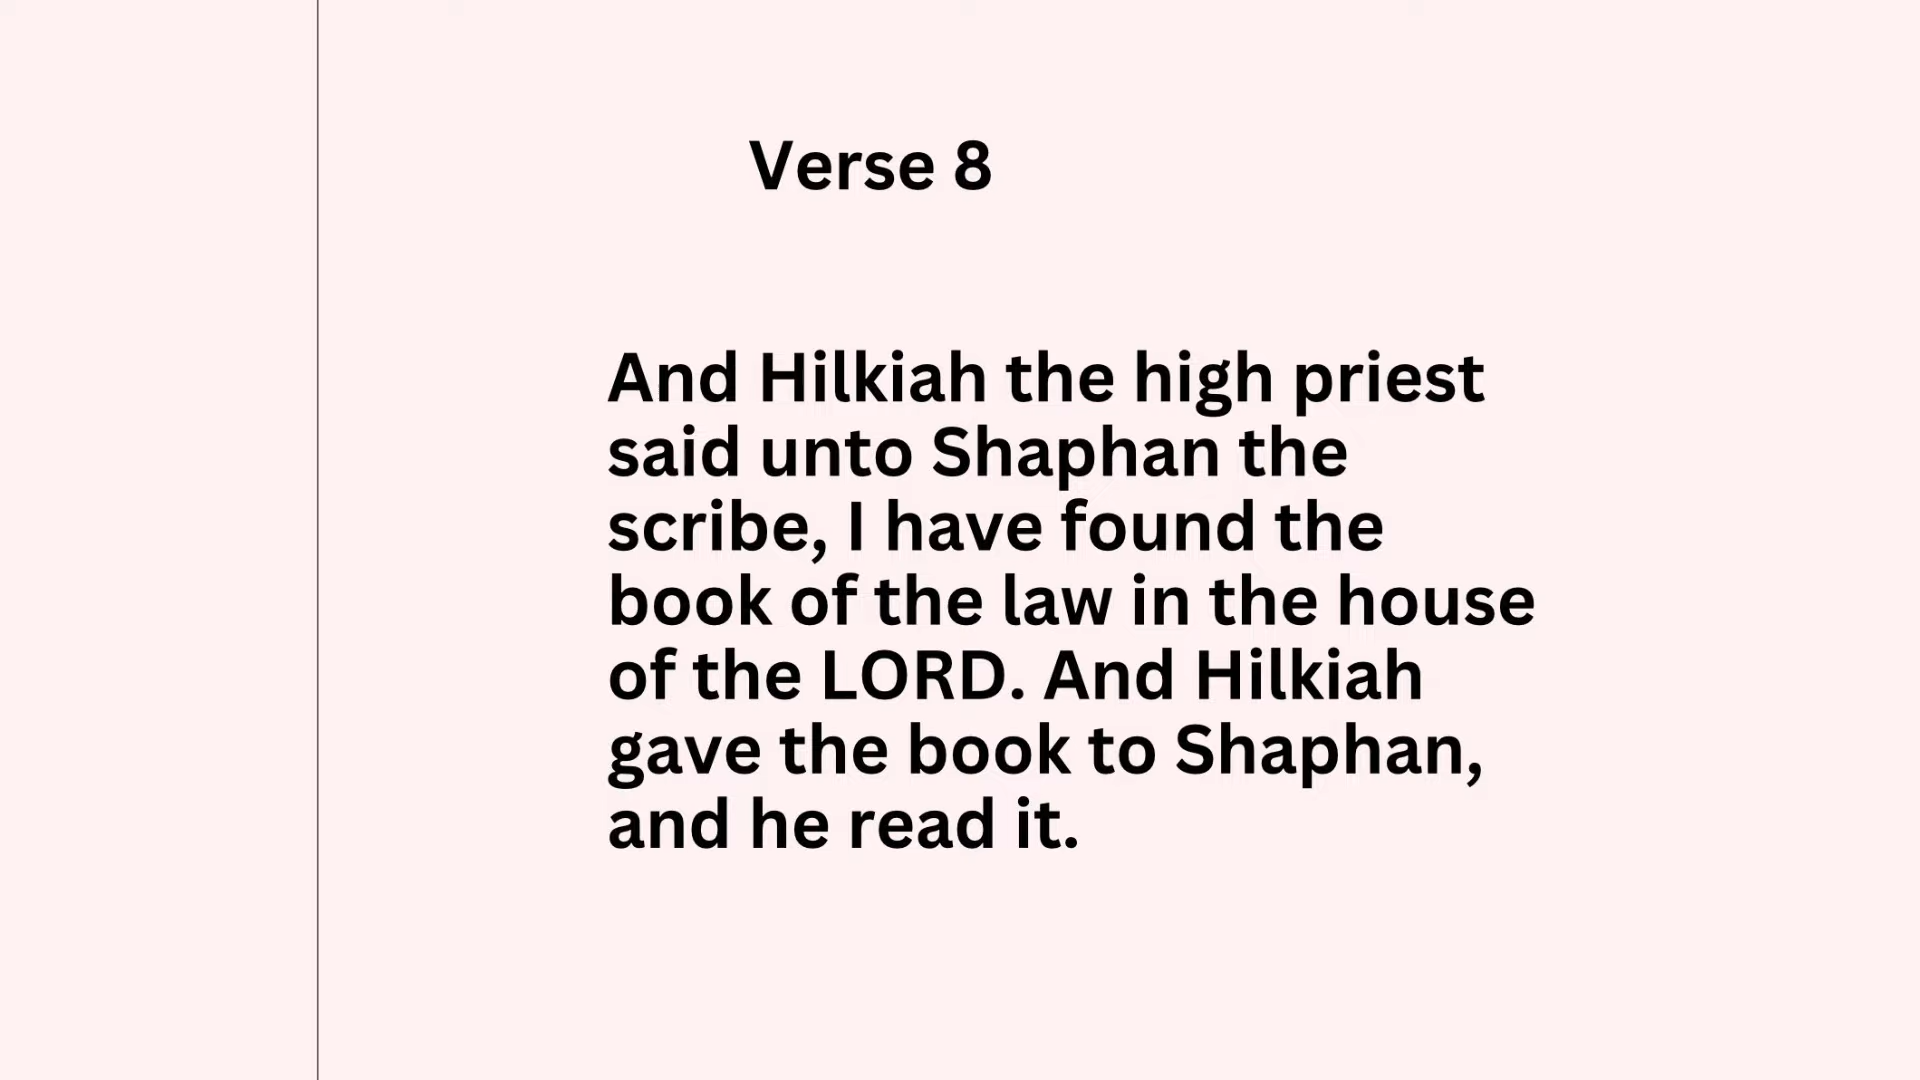 Verse 8
And Hilkiah the high priest
said unto Shaphan the
scribe, I have found the
book of the law in the house
of the LORD. And Hilkiah
gave the book to Shaphan,
and he read it.